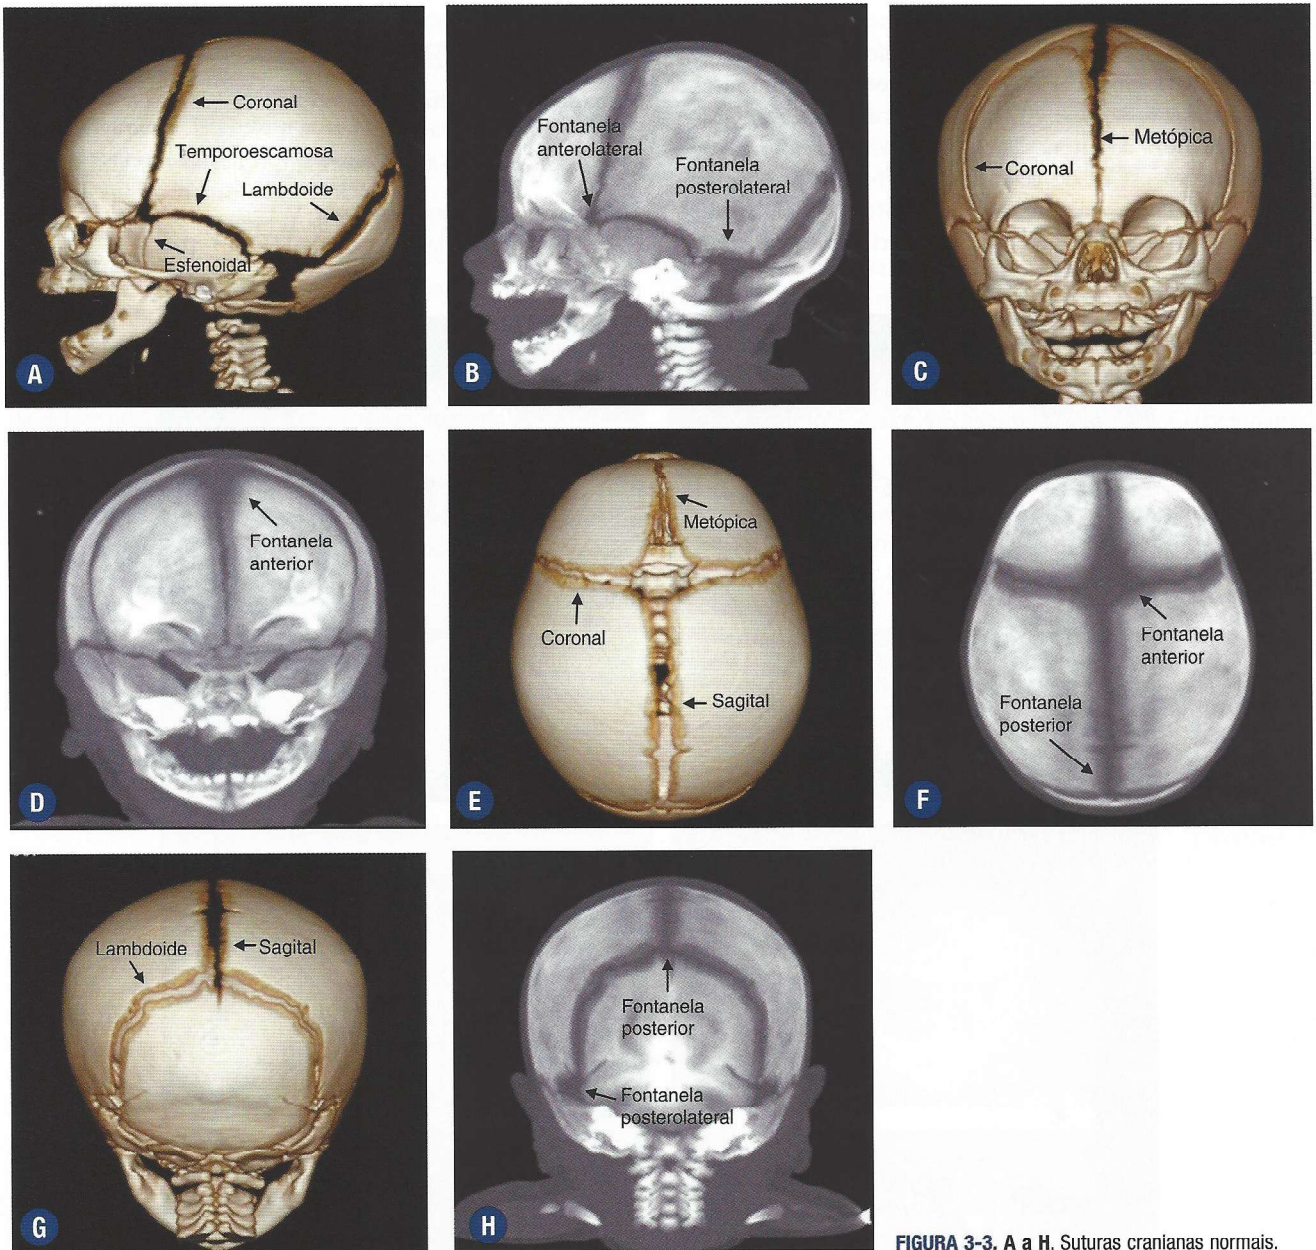 Coronal
Temporoescamosa
Lambdoide
Esfenoidal
A
Fontanela
anterolateral
Fontanela
posterolateral
B
Metópica
Coronal
C
Fontanela
anterior
D
Metópica
Coronal
Sagital
E
Fontanela
anterior
Fontanela
posterior
F
Lambdoide
Sagital
G
Fontanela
posterior
Fontanela
posterolateral
H
FIGURA 3-3. A a H. Suturas cranianas normais.